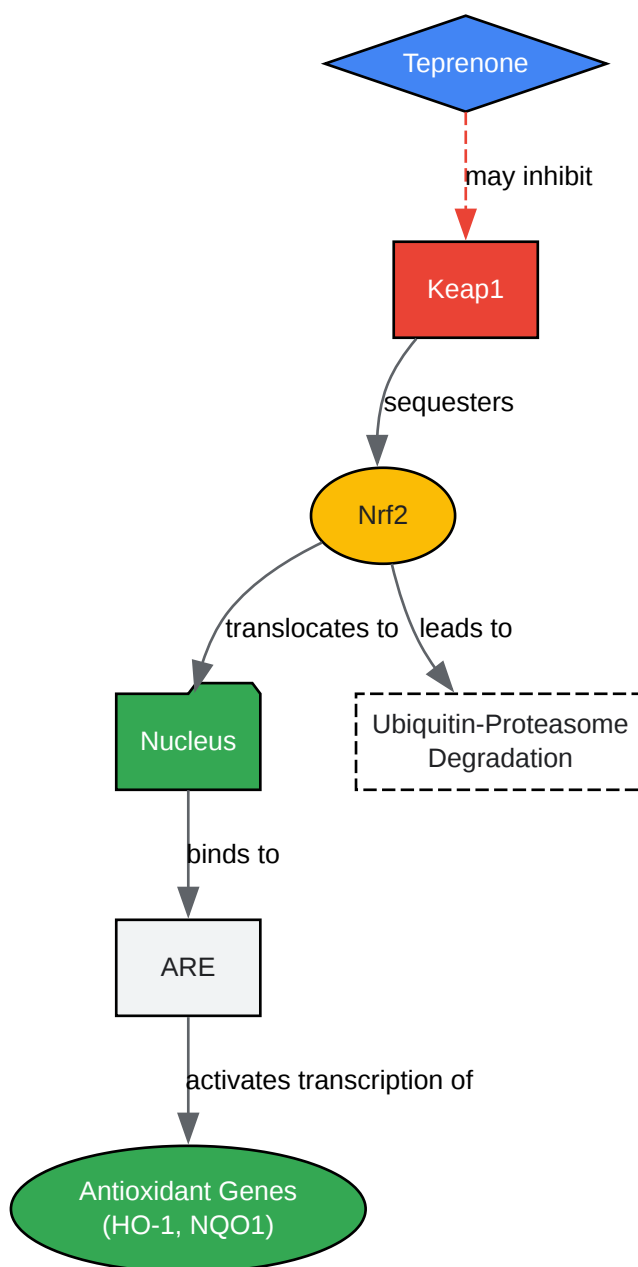 Teprenone
may inhibit
Keap1
sequesters
Nrf2
translocates to
leads to
Nucleus
Ubiquitin-Proteasome
Degradation
binds to
ARE
activates transcription of
Antioxidant Genes
(HO-1, NQO1)